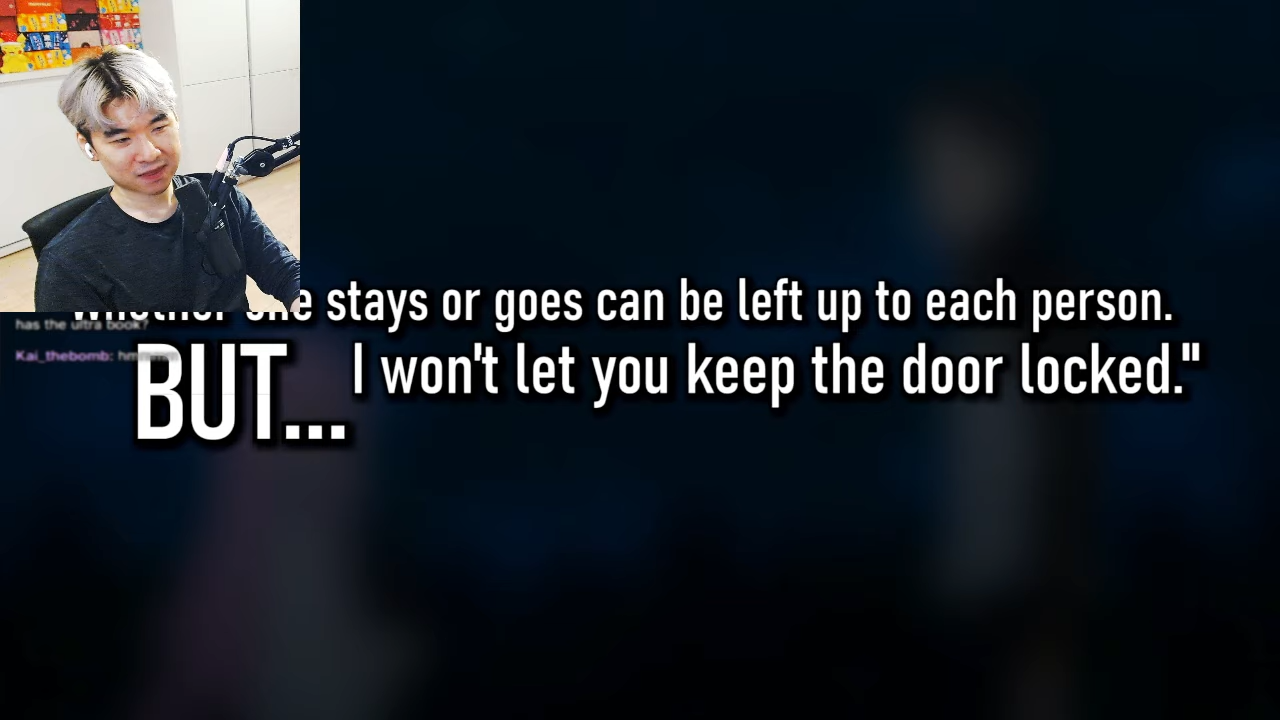 stays or goes can be left up to each person.
BUT... I won't let you keep the door locked."
has the ultra book?
Kai_thebomb: